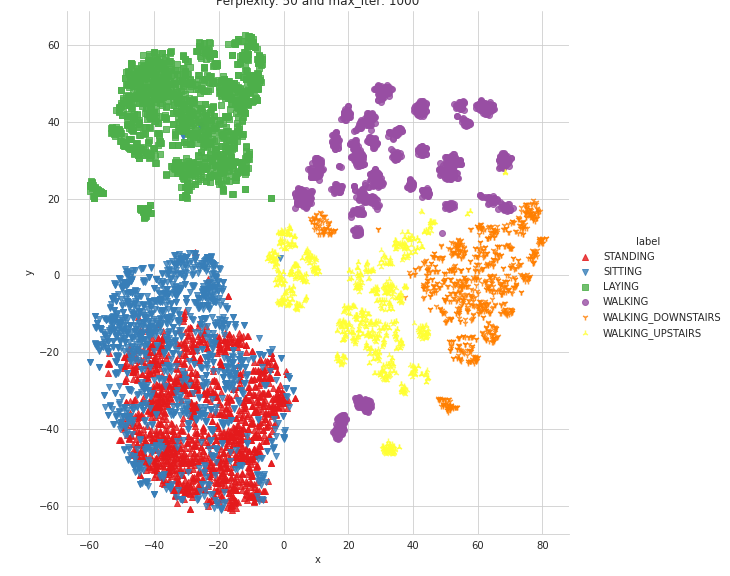 Perplexity: 50 and max_iter: 1000
60
40
20
0
−20
−40
−60
y
−60 −40 −20 0 20 40 60 80
x
label
STANDING
SITTING
LAYING
WALKING
WALKING_DOWNSTAIRS
WALKING_UPSTAIRS